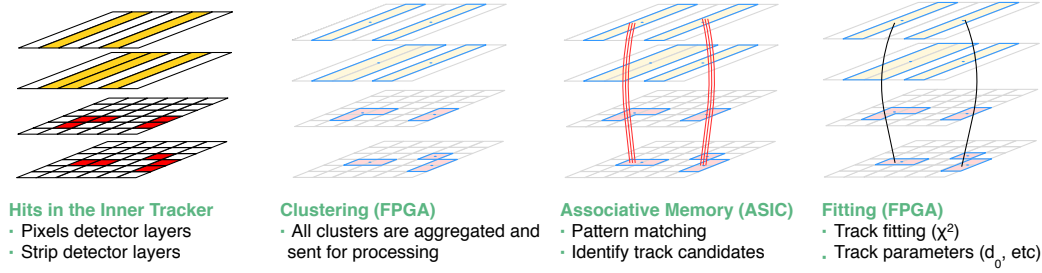 Hits in the Inner Tracker
· Pixels detector layers
· Strip detector layers
Clustering (FPGA)
· All clusters are aggregated and
sent for processing
Associative Memory (ASIC)
· Pattern matching
· Identify track candidates
Fitting (FPGA)
· Track fitting (χ²)
· Track parameters (d₀, etc)